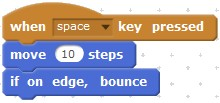 when space key pressed
move 10 steps
if on edge, bounce